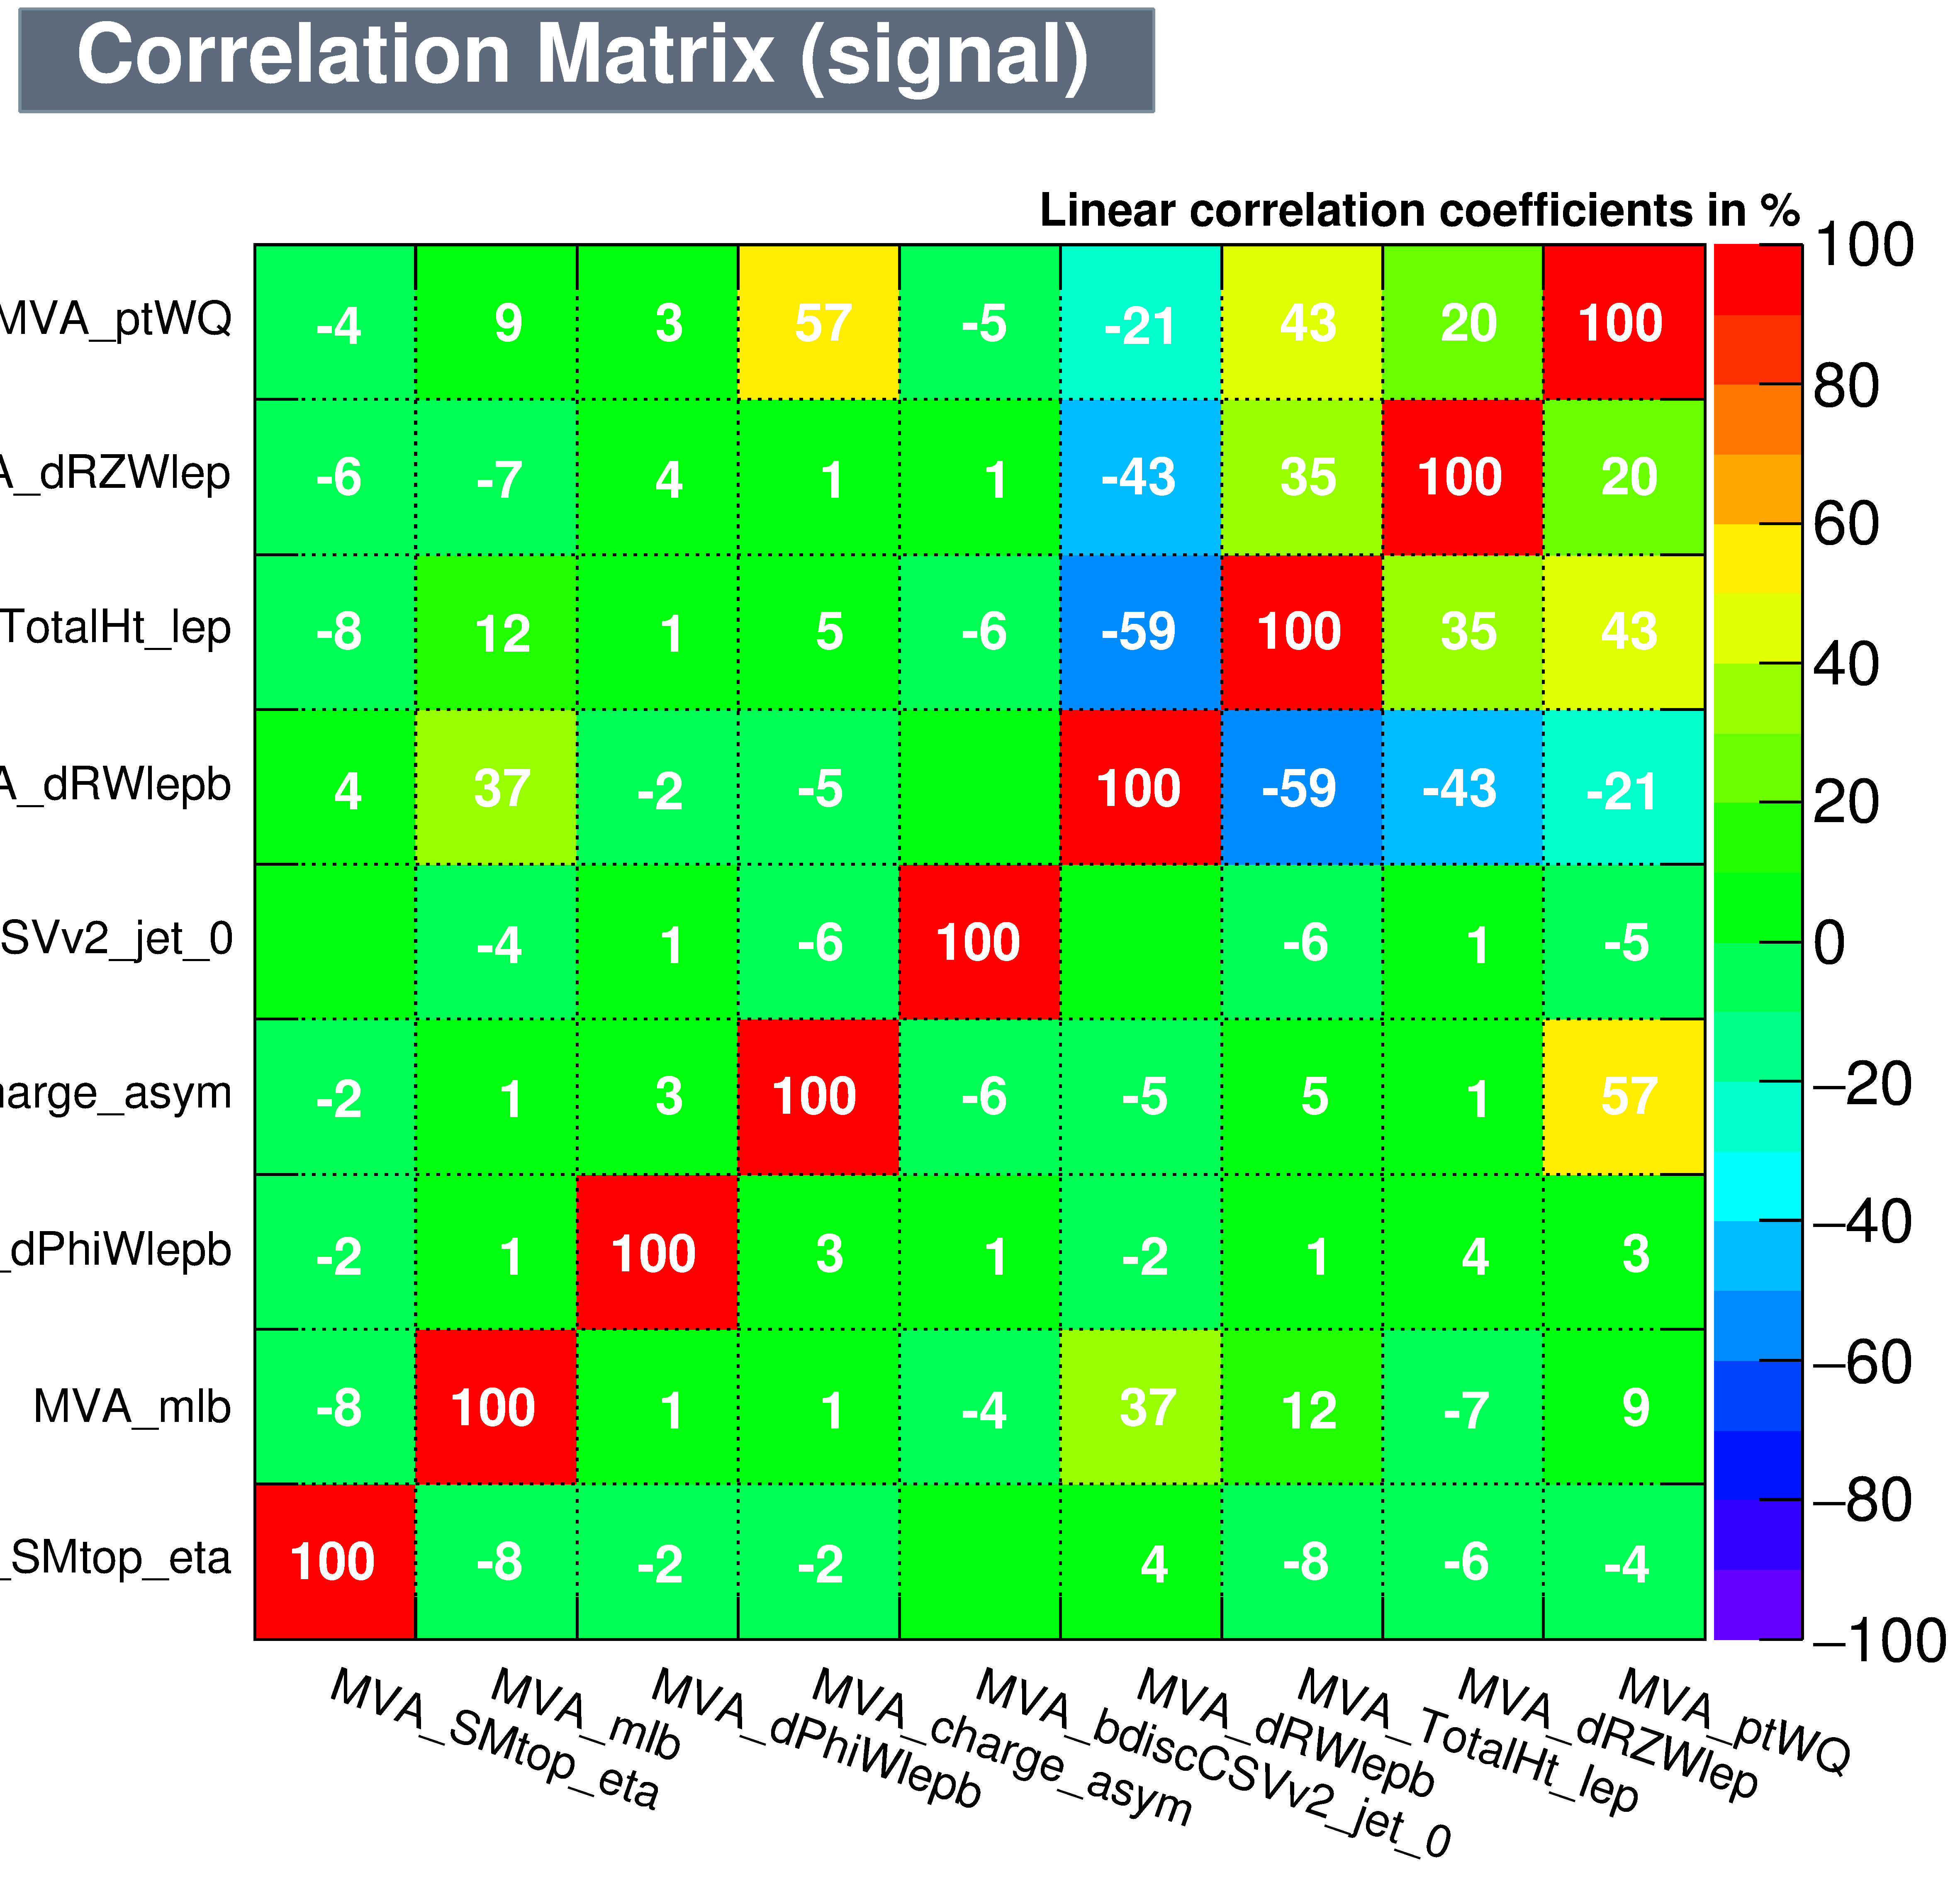 Correlation Matrix (signal)
Linear correlation coefficients in %
MVA_ptWQ -4 9 3 57 -5 -21 43 20 100
A_dRZWlep -6 -7 4 1 1 -43 35 100 20
TotalHt_lep -8 12 1 5 -6 -59 100 35 43
A_dRWlepb 4 37 -2 -5 100 -59 -43 -21
SVv2_jet_0 -4 1 -6 100 -6 1 -5
harge_asym -2 1 3 100 -6 -5 5 1 57
_dPhiWlepb -2 1 100 3 1 -2 1 4 3
MVA_mlb -8 100 1 1 -4 37 12 -7 9
_SMtop_eta 100 -8 -2 -2 4 -8 -6 -4
100
80
60
40
20
0
−20
−40
−60
−80
−100
MVA_SMtop_eta
MVA_mlb
MVA_dPhiWlepb
MVA_charge_asym
MVA_bdiscCSVv2_jet_0
MVA_dRWlepb
MVA_TotalHt_lep
MVA_dRZWlep
MVA_ptWQ